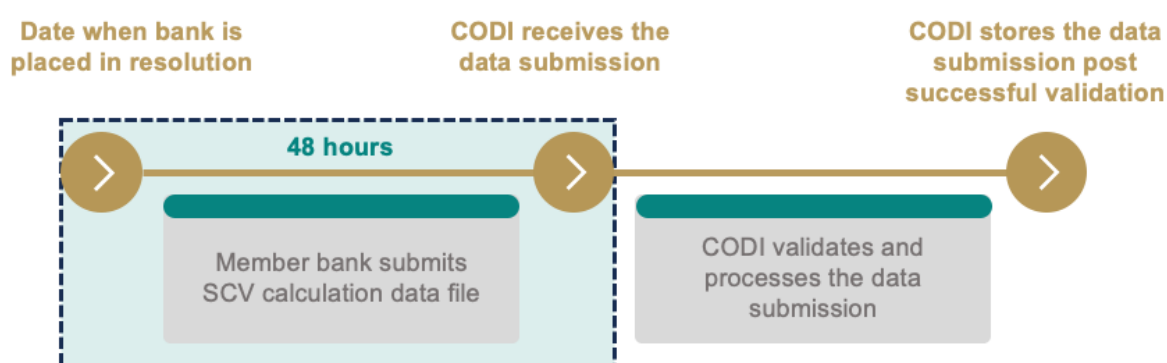 Date when bank is
placed in resolution
CODI receives the
data submission
CODI stores the data
submission post
successful validation
48 hours
Member bank submits
SCV calculation data file
CODI validates and
processes the data
submission